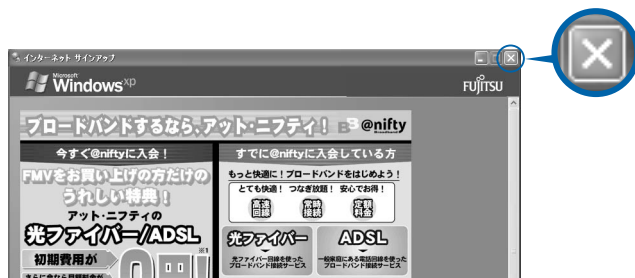 インターネット サインアップ
Microsoft
Windows xp
FUJITSU
ブロードバンドするなら、アット・ニフティ! BB @nifty
今すぐ@niftyに入会!
FMVをお買い上げの方だけの
うれしい特典!
アット・ニフティの
光ファイバー/ADSL
初期費用が
0円!
※1
すでに@niftyに入会している方
もっと快適に!ブロードバンドをはじめよう!
とても快適! つなぎ放題! 安心でお得!
高速回線 常時接続 定額料金
光ファイバー
光ファイバー回線を使った
ブロードバンド接続サービス
ADSL
一般家庭にある電話回線を使った
ブロードバンド接続サービス